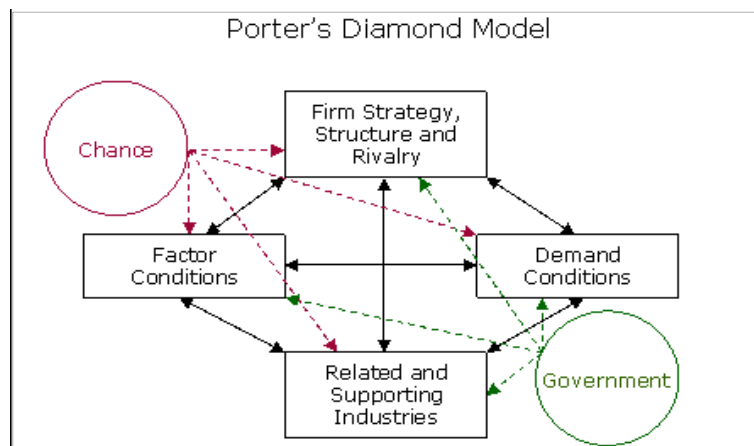 Porter's Diamond Model
Firm Strategy,
Structure and
Rivalry
Chance
Factor
Conditions
Demand
Conditions
Related and
Supporting
Industries
Government